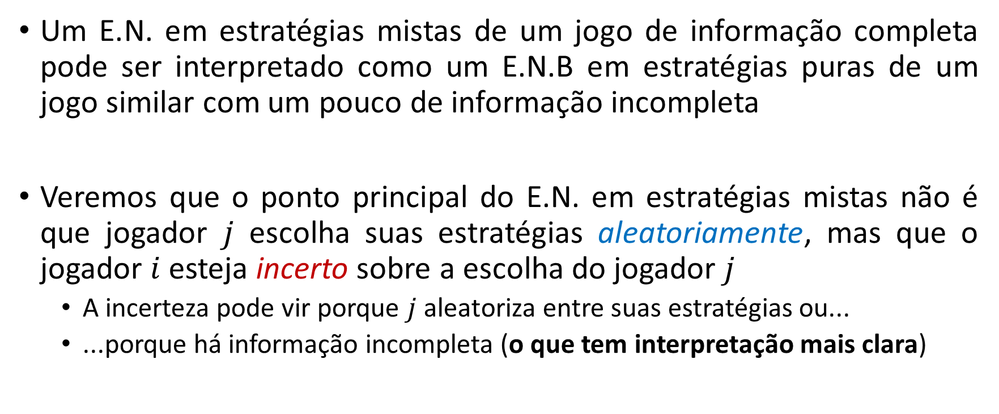 • Um E.N. em estratégias mistas de um jogo de informação completa
pode ser interpretado como um E.N.B em estratégias puras de um
jogo similar com um pouco de informação incompleta
• Veremos que o ponto principal do E.N. em estratégias mistas não é
que jogador j escolha suas estratégias aleatoriamente, mas que o
jogador i esteja incerto sobre a escolha do jogador j
• A incerteza pode vir porque j aleatoriza entre suas estratégias ou...
• ...porque há informação incompleta (o que tem interpretação mais clara)